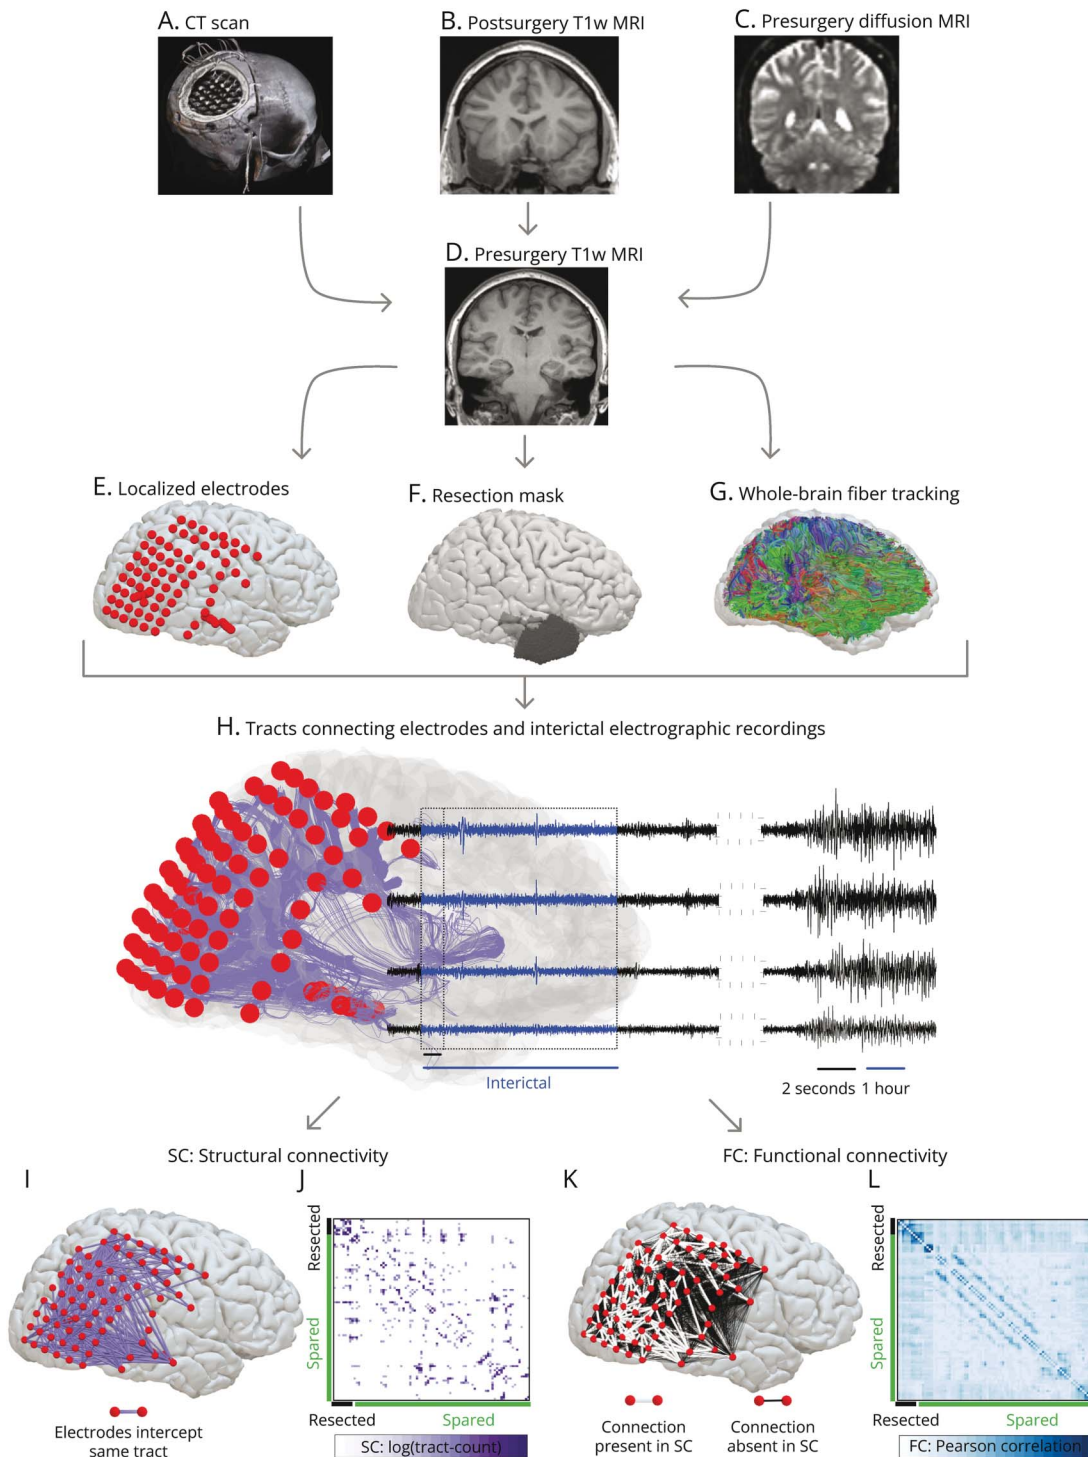 A. CT scan
B. Postsurgery T1w MRI
C. Presurgery diffusion MRI
D. Presurgery T1w MRI
E. Localized electrodes
F. Resection mask
G. Whole-brain fiber tracking
H. Tracts connecting electrodes and interictal electrographic recordings
Interictal
2 seconds
1 hour
SC: Structural connectivity
FC: Functional connectivity
I
J
K
L
Resected
Spared
Resected
Spared
Resected
Spared
Resected
Spared
Electrodes intercept
same tract
SC: log(tract-count)
Connection
present in SC
Connection
absent in SC
FC: Pearson correlation